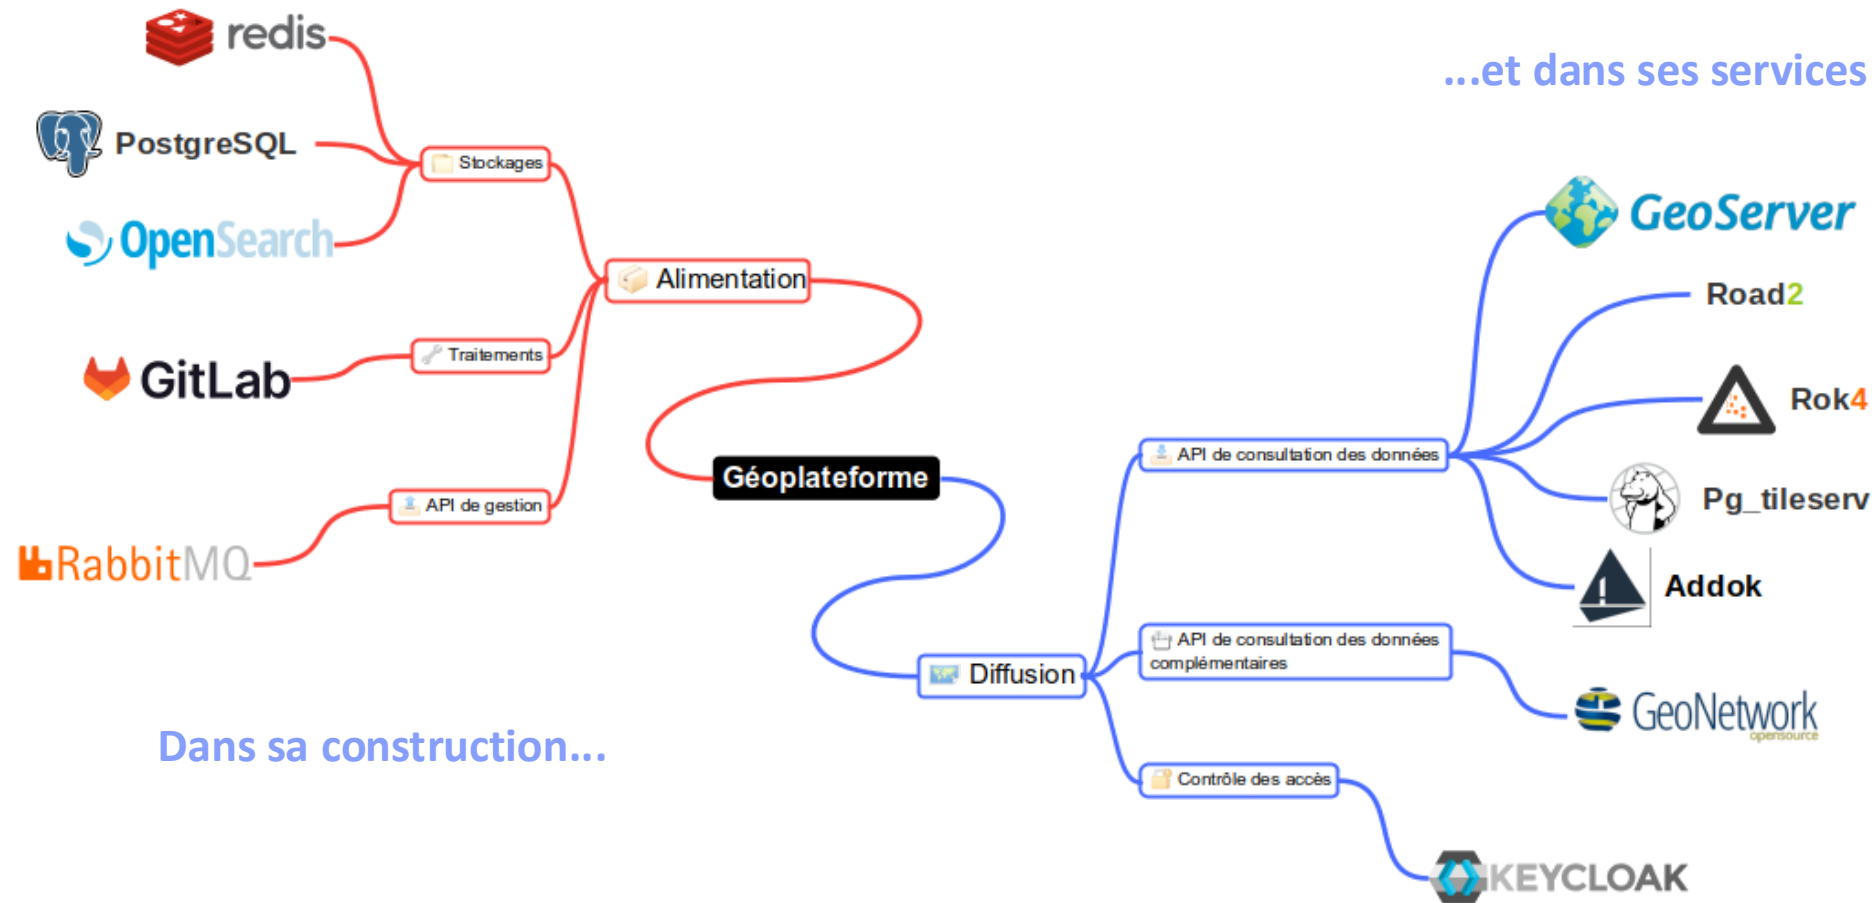 redis
PostgreSQL
OpenSearch
GitLab
RabbitMQ
Stockages
Traitements
API de gestion
Alimentation
Géoplateforme
Dans sa construction...
...et dans ses services
Diffusion
API de consultation des données
API de consultation des données
complémentaires
Contrôle des accès
GeoServer
Road2
Rok4
Pg_tileserv
Addok
GeoNetwork
opensource
KEYCLOAK